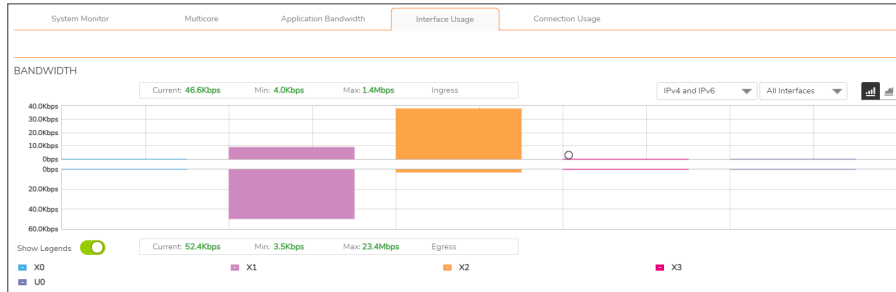 System Monitor Multicore Application Bandwidth Interface Usage Connection Usage
BANDWIDTH
Current: 46.6Kbps Min: 4.0Kbps Max: 1.4Mbps Ingress IPv4 and IPv6 All Interfaces
40.0Kbps
30.0Kbps
20.0Kbps
10.0Kbps
0bps
0bps
20.0Kbps
40.0Kbps
60.0Kbps
Show Legends Current: 52.4Kbps Min: 3.5Kbps Max: 23.4Mbps Egress
X0 X1 X2 X3
U0